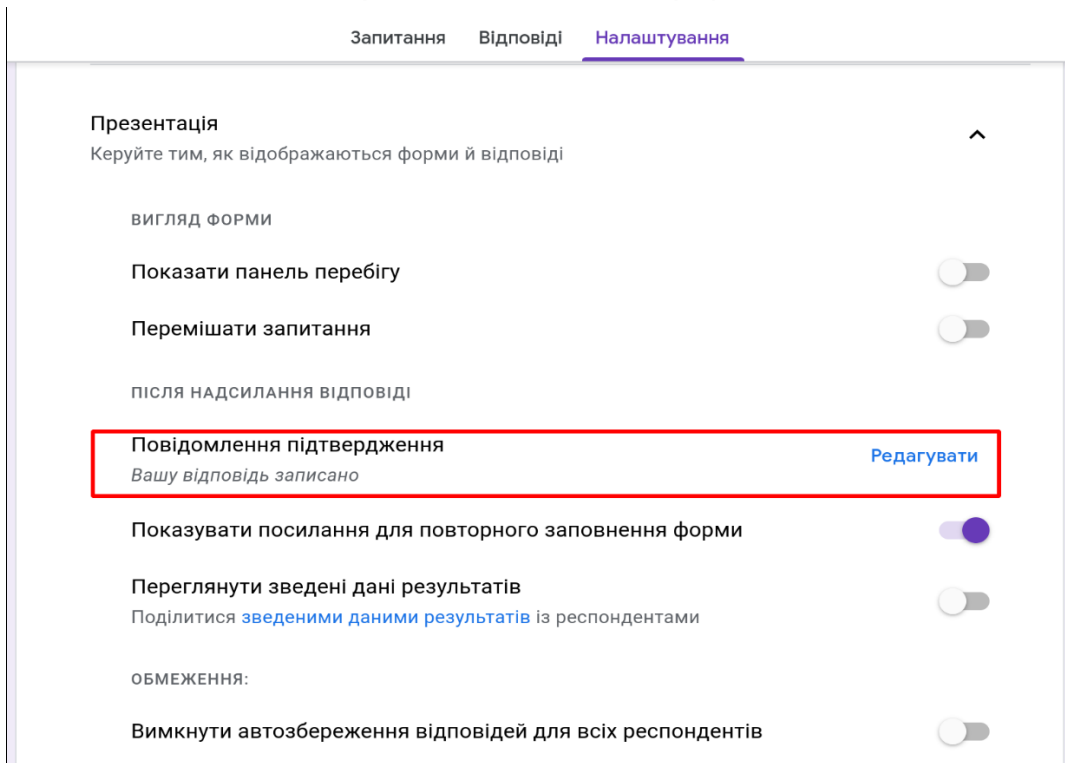 Запитання Відповіді Налаштування
Презентація
Керуйте тим, як відображаються форми й відповіді
ВИГЛЯД ФОРМИ
Показати панель перебігу
Перемішати запитання
ПІСЛЯ НАДСИЛАННЯ ВІДПОВІДІ
Повідомлення підтвердження
Редагувати
Вашу відповідь записано
Показувати посилання для повторного заповнення форми
Переглянути зведені дані результатів
Поділитися зведеними даними результатів із респондентами
ОБМЕЖЕННЯ:
Вимкнути автозбереження відповідей для всіх респондентів